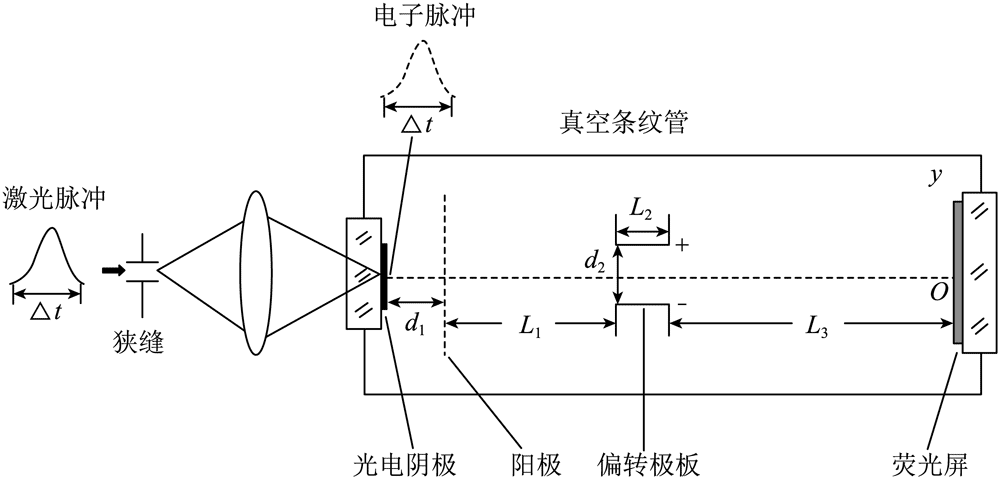 电子脉冲
△t
真空条纹管
激光脉冲
△t
狭缝
y
L₂
+
d₂
−
O
d₁
L₁
L₃
光电阴极
阳极
偏转极板
荧光屏